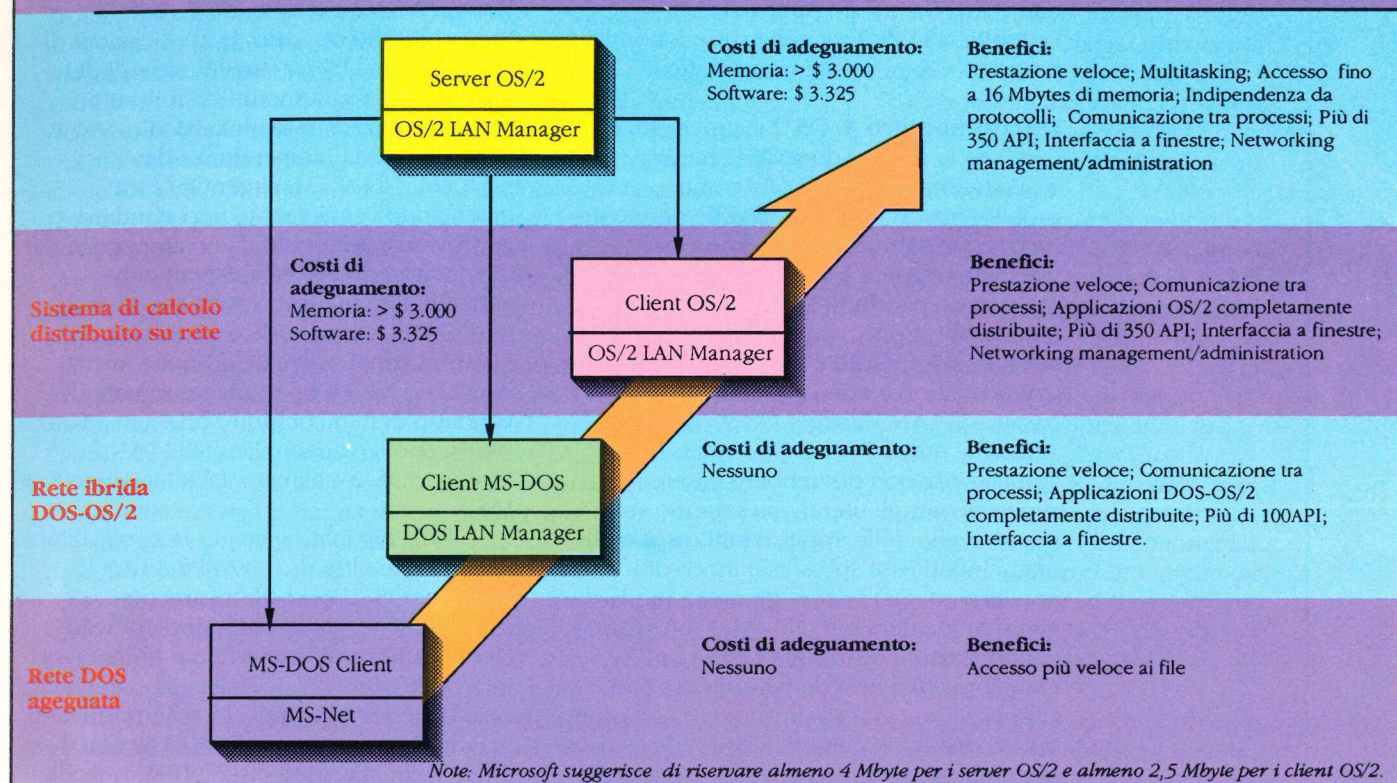 Server OS/2
OS/2 LAN Manager
Costi di adeguamento:
Memoria: > $ 3.000
Software: $ 3.325
Benefici:
Prestazione veloce; Multitasking; Accesso fino
a 16 Mbytes di memoria; Indipendenza da
protocolli; Comunicazione tra processi; Più di
350 API; Interfaccia a finestre; Networking
management/administration
Sistema di calcolo
distribuito su rete
Costi di
adeguamento:
Memoria: > $ 3.000
Software: $ 3.325
Client OS/2
OS/2 LAN Manager
Benefici:
Prestazione veloce; Comunicazione tra
processi; Applicazioni OS/2 completamente
distribuite; Più di 350 API; Interfaccia a finestre;
Networking management/administration
Rete ibrida
DOS-OS/2
Client MS-DOS
DOS LAN Manager
Costi di adeguamento:
Nessuno
Benefici:
Prestazione veloce; Comunicazione tra
processi; Applicazioni DOS-OS/2
completamente distribuite; Più di 100API;
Interfaccia a finestre.
Rete DOS
ageguata
MS-DOS Client
MS-Net
Costi di adeguamento:
Nessuno
Benefici:
Accesso più veloce ai file
Note: Microsoft suggerisce di riservare almeno 4 Mbyte per i server OS/2 e almeno 2,5 Mbyte per i client OS/2.